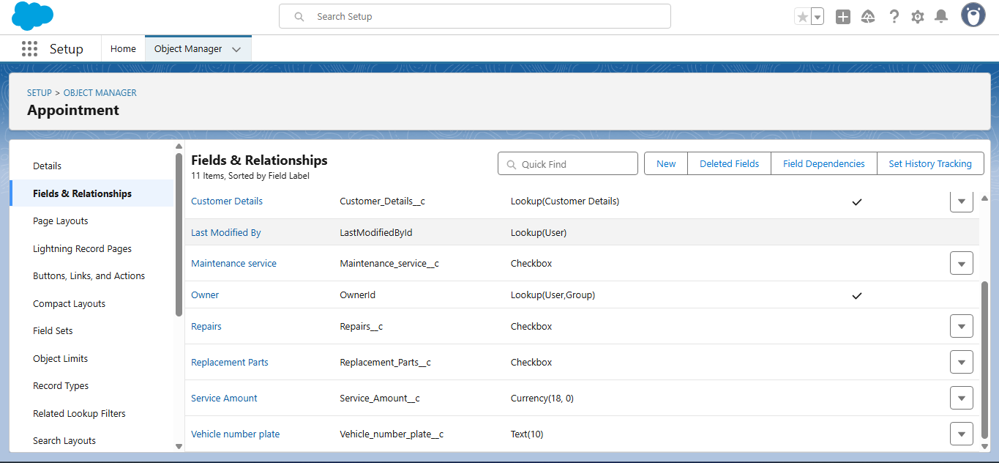 Search Setup
Setup
Home
Object Manager
SETUP > OBJECT MANAGER
Appointment
Details
Fields & Relationships
Page Layouts
Lightning Record Pages
Buttons, Links, and Actions
Compact Layouts
Field Sets
Object Limits
Record Types
Related Lookup Filters
Search Layouts
Fields & Relationships
11 Items, Sorted by Field Label
Quick Find
New
Deleted Fields
Field Dependencies
Set History Tracking
Customer Details Customer_Details__c Lookup(Customer Details)
Last Modified By LastModifiedById Lookup(User)
Maintenance service Maintenance_service__c Checkbox
Owner OwnerId Lookup(User,Group)
Repairs Repairs__c Checkbox
Replacement Parts Replacement_Parts__c Checkbox
Service Amount Service_Amount__c Currency(18, 0)
Vehicle number plate Vehicle_number_plate__c Text(10)